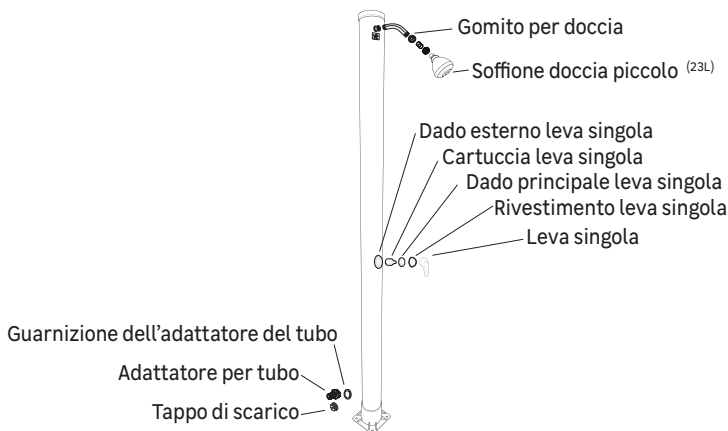 Gomito per doccia
Soffione doccia piccolo (23L)
Dado esterno leva singola
Cartuccia leva singola
Dado principale leva singola
Rivestimento leva singola
Leva singola
Guarnizione dell'adattatore del tubo
Adattatore per tubo
Tappo di scarico